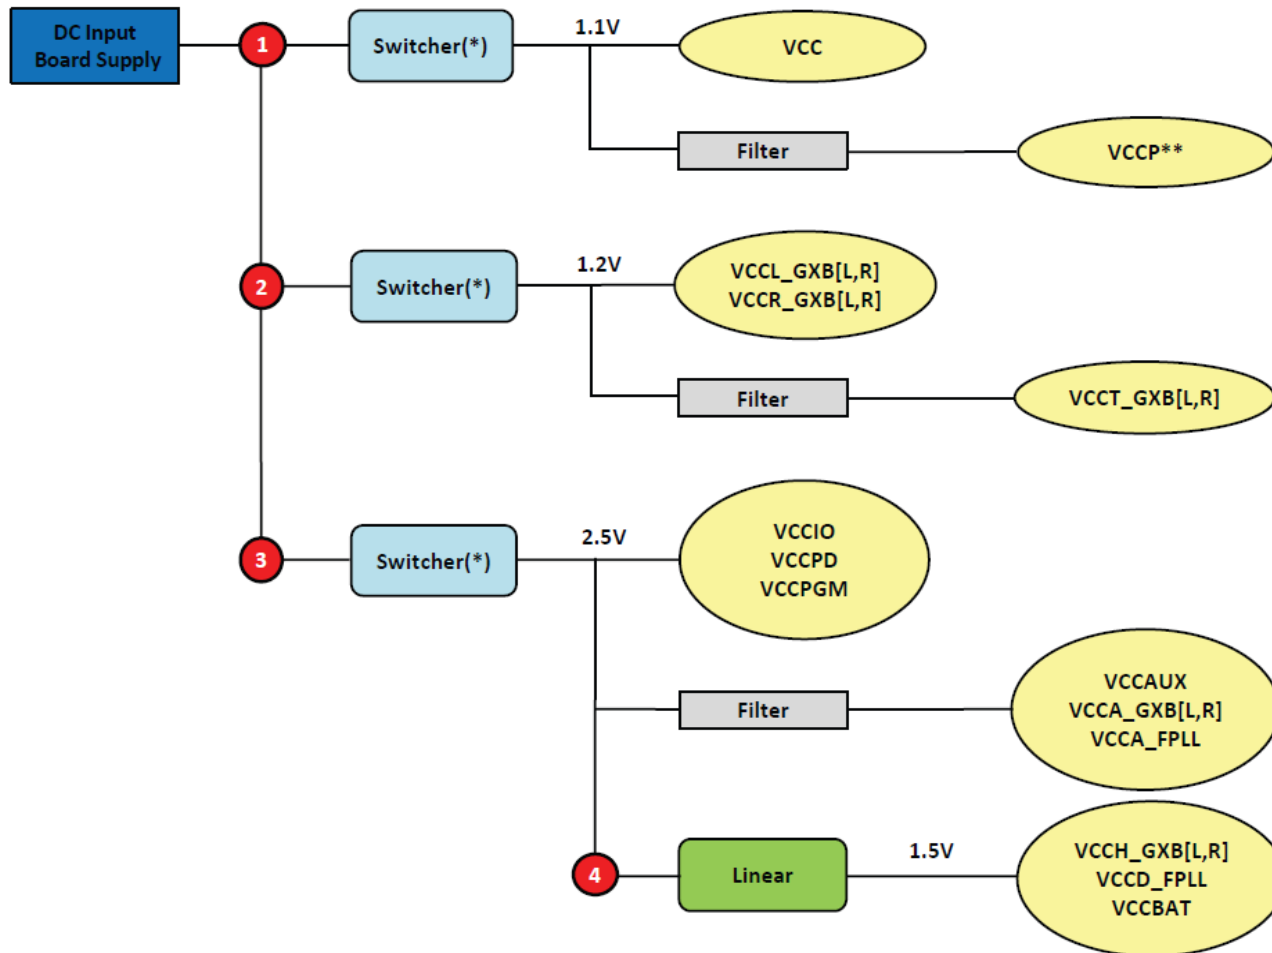 DC Input
Board Supply
1
Switcher(*)
1.1V
VCC
Filter
VCCP**
2
Switcher(*)
1.2V
VCCL_GXB[L,R]
VCCR_GXB[L,R]
Filter
VCCT_GXB[L,R]
3
Switcher(*)
2.5V
VCCIO
VCCPD
VCCPGM
Filter
VCCAUX
VCCA_GXB[L,R]
VCCA_FPLL
4
Linear
1.5V
VCCH_GXB[L,R]
VCCD_FPLL
VCCBAT